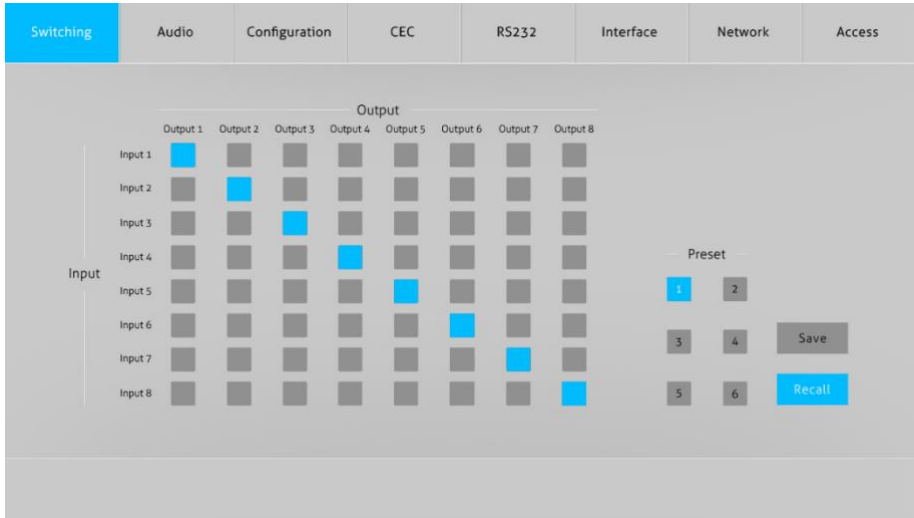 Switching Audio Configuration CEC RS232 Interface Network Access
Output
Output 1 Output 2 Output 3 Output 4 Output 5 Output 6 Output 7 Output 8
Input 1
Input 2
Input 3
Input 4
Input
Input 5
Input 6
Input 7
Input 8
Preset
1 2
3 4
Save
5 6
Recall